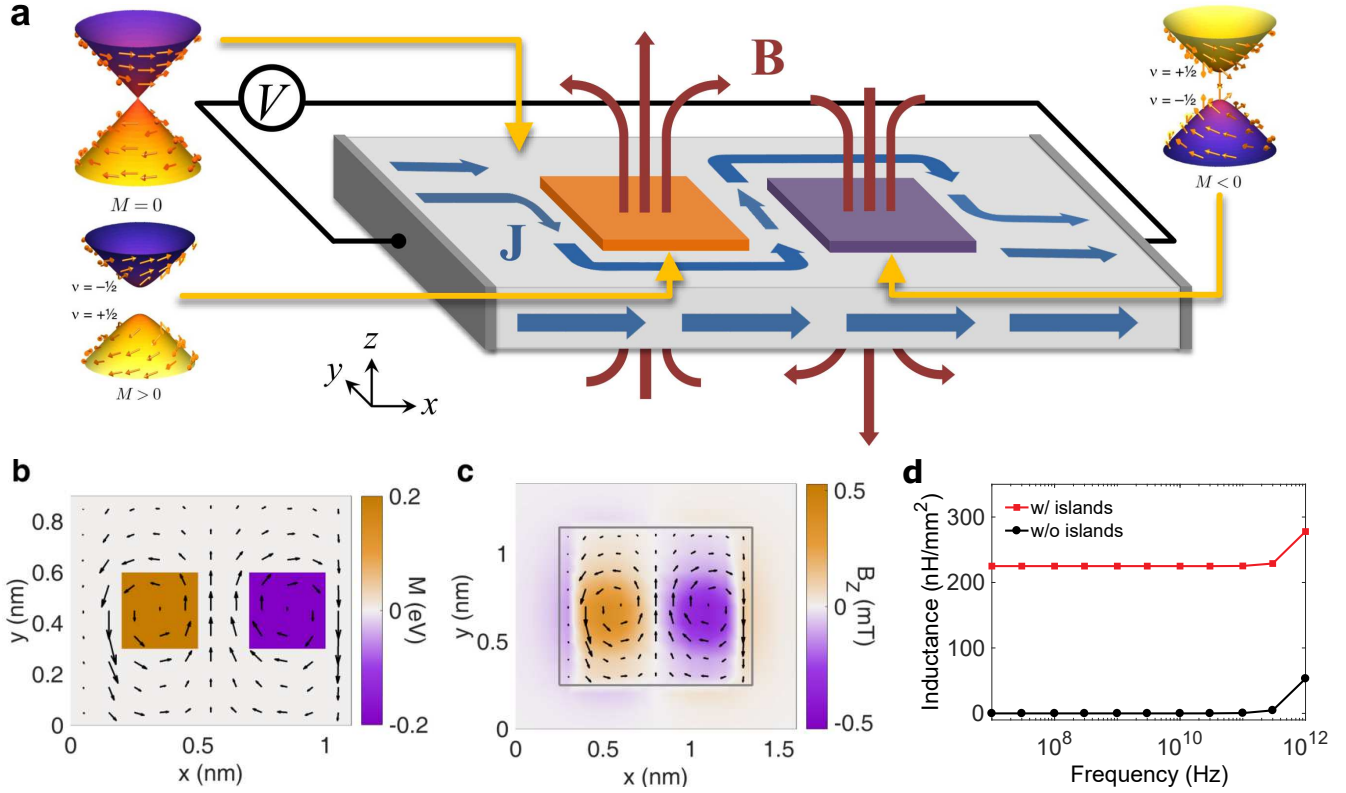 a
V
B
J
M = 0
ν = −½
ν = +½
M > 0
ν = +½
ν = −½
M < 0
z
y
x
b
0.8
0.6
0.4
0.2
0
0
0.5
1
y (nm)
x (nm)
0.2
0
-0.2
M (eV)
c
1
0.5
0
0
0.5
1
1.5
y (nm)
x (nm)
0.5
0
-0.5
Bz (mT)
d
300
200
100
0
Inductance (nH/mm²)
w/ islands
w/o islands
10⁸
10¹⁰
10¹²
Frequency (Hz)